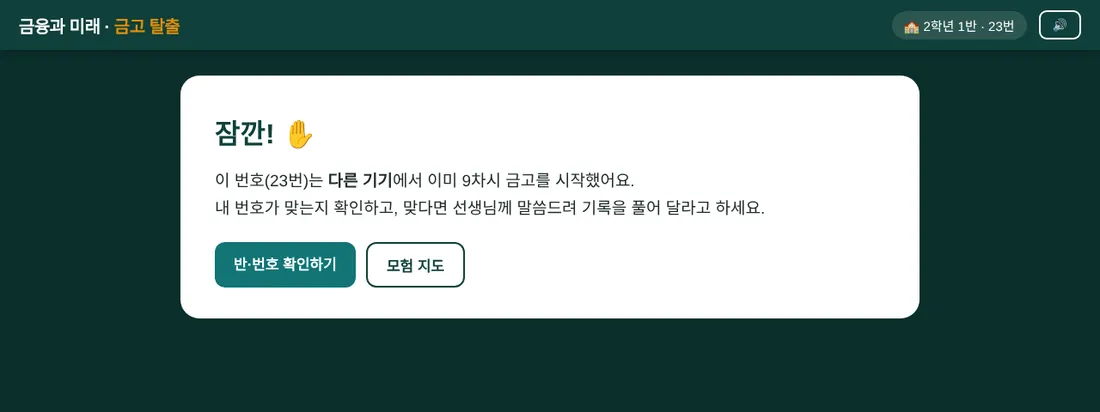 금융과 미래 · 금고 탈출
🏫 2학년 1반 · 23번
🔊
잠깐! ✋
이 번호(23번)는 다른 기기에서 이미 9차시 금고를 시작했어요.
내 번호가 맞는지 확인하고, 맞다면 선생님께 말씀드려 기록을 풀어 달라고 하세요.
반·번호 확인하기
모험 지도